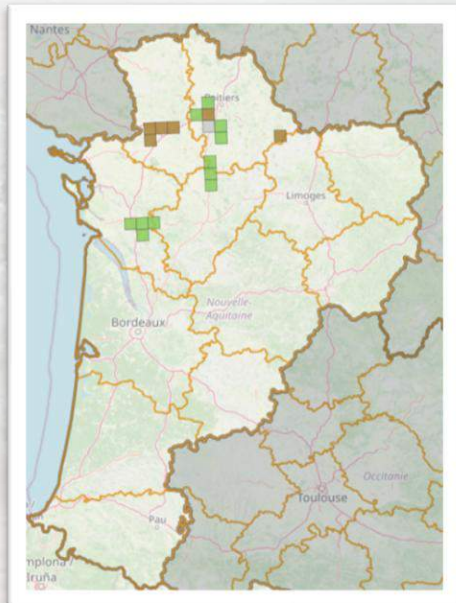 Nantes
Poitiers
Limoges
Nouvelle-
Aquitaine
Bordeaux
Occitanie
Toulouse
Pau
mplona /
Iruña